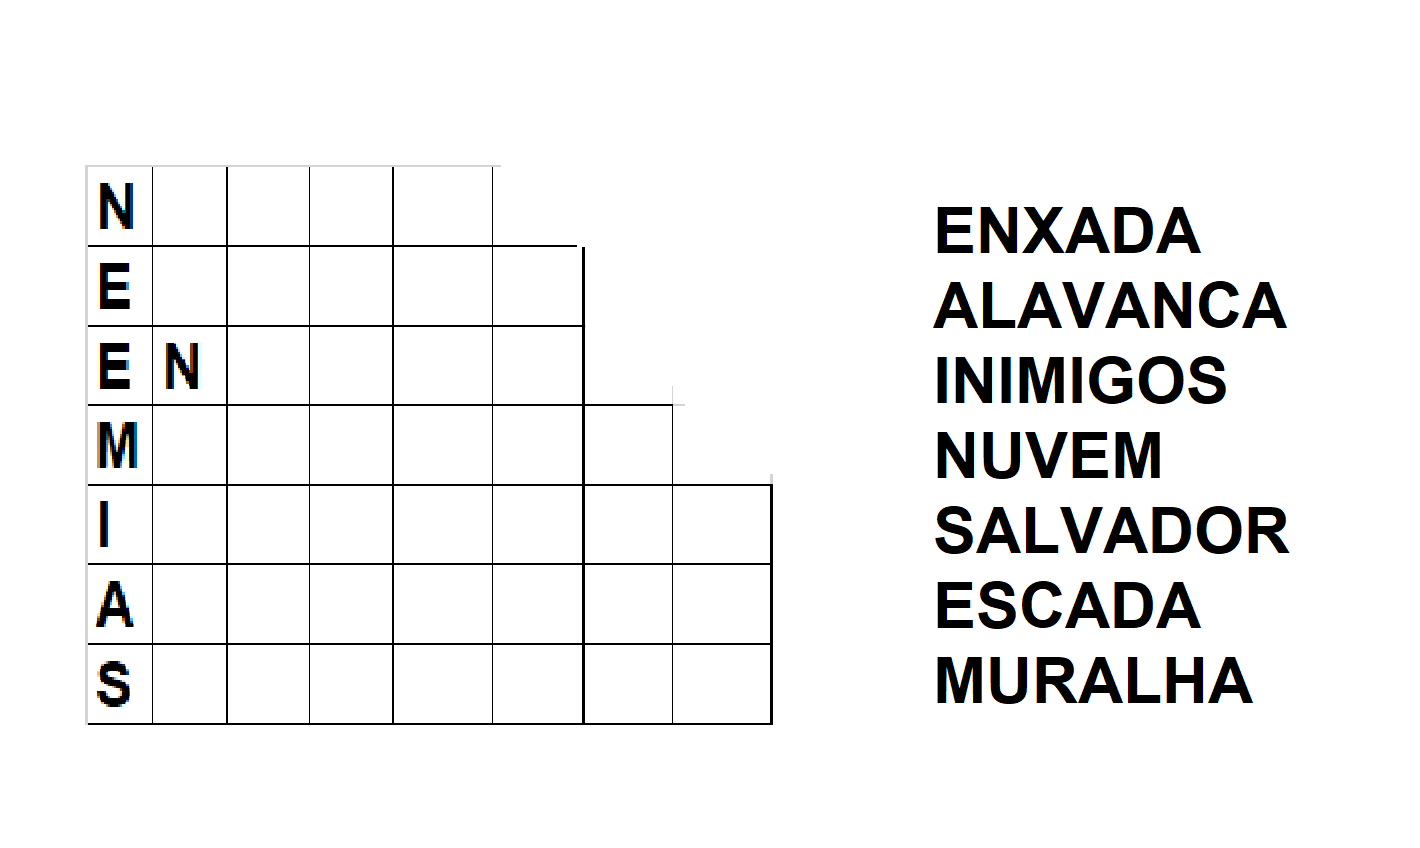 N
E
E N
M
I
A
S
ENXADA
ALAVANCA
INIMIGOS
NUVEM
SALVADOR
ESCADA
MURALHA